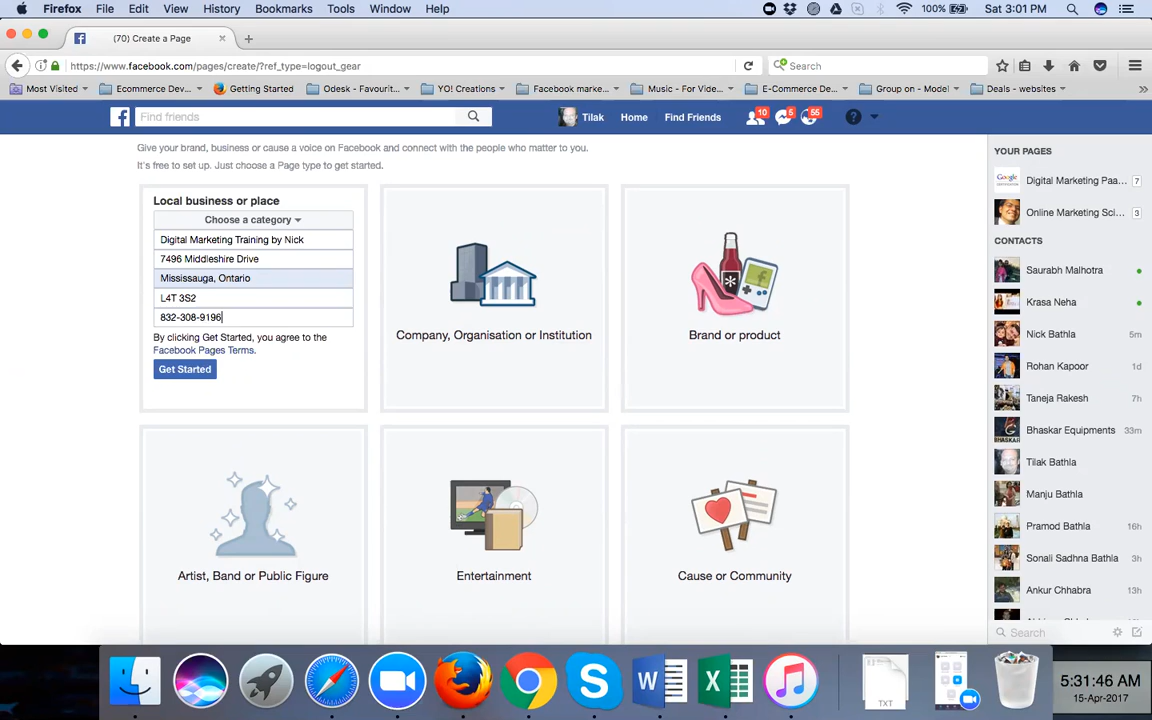 Firefox File Edit View History Bookmarks Tools Window Help 100% Sat 3:01 PM
(70) Create a Page
https://www.facebook.com/pages/create/?ref_type=logout_gear Search
Most Visited Ecommerce Dev... Getting Started Odesk - Favourit... YO! Creations Facebook marke... Music - For Vide... E-Commerce De... Group on - Model Deals - websites
Find friends Tilak Home Find Friends 10 5 55
Give your brand, business or cause a voice on Facebook and connect with the people who matter to you.
It's free to set up. Just choose a Page type to get started.
Local business or place
Choose a category
Digital Marketing Training by Nick
7496 Middleshire Drive
Mississauga, Ontario
L4T 3S2
832-308-9196
By clicking Get Started, you agree to the
Facebook Pages Terms.
Get Started
Company, Organisation or Institution
Brand or product
Artist, Band or Public Figure
Entertainment
Cause or Community
YOUR PAGES
Digital Marketing Paa... 7
Online Marketing Sci... 3
CONTACTS
Saurabh Malhotra
Krasa Neha
Nick Bathla 5m
Rohan Kapoor 1d
Taneja Rakesh 7h
Bhaskar Equipments 33m
Tilak Bathla
Manju Bathla
Pramod Bathla 16h
Sonali Sadhna Bathla 3h
Ankur Chhabra 13h
Search
TXT
5:31:46 AM
15-Apr-2017